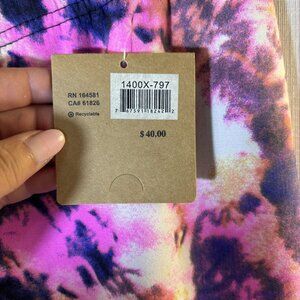 RN 164581
CA# 61826
Recyclable
1400X-797
$40.00